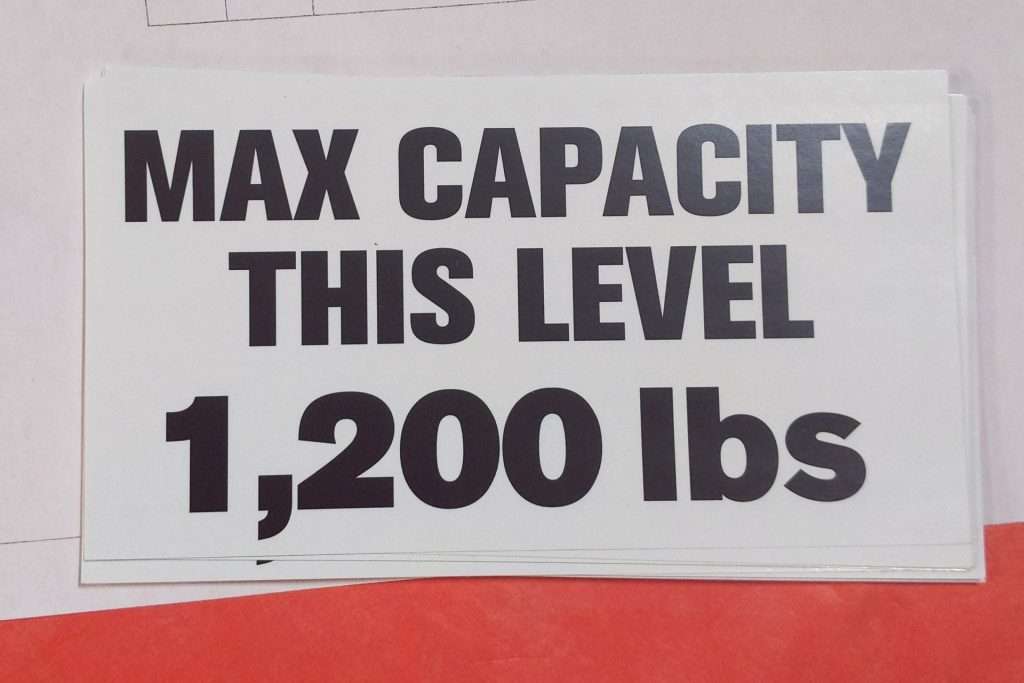 MAX CAPACITY
THIS LEVEL
1,200 lbs